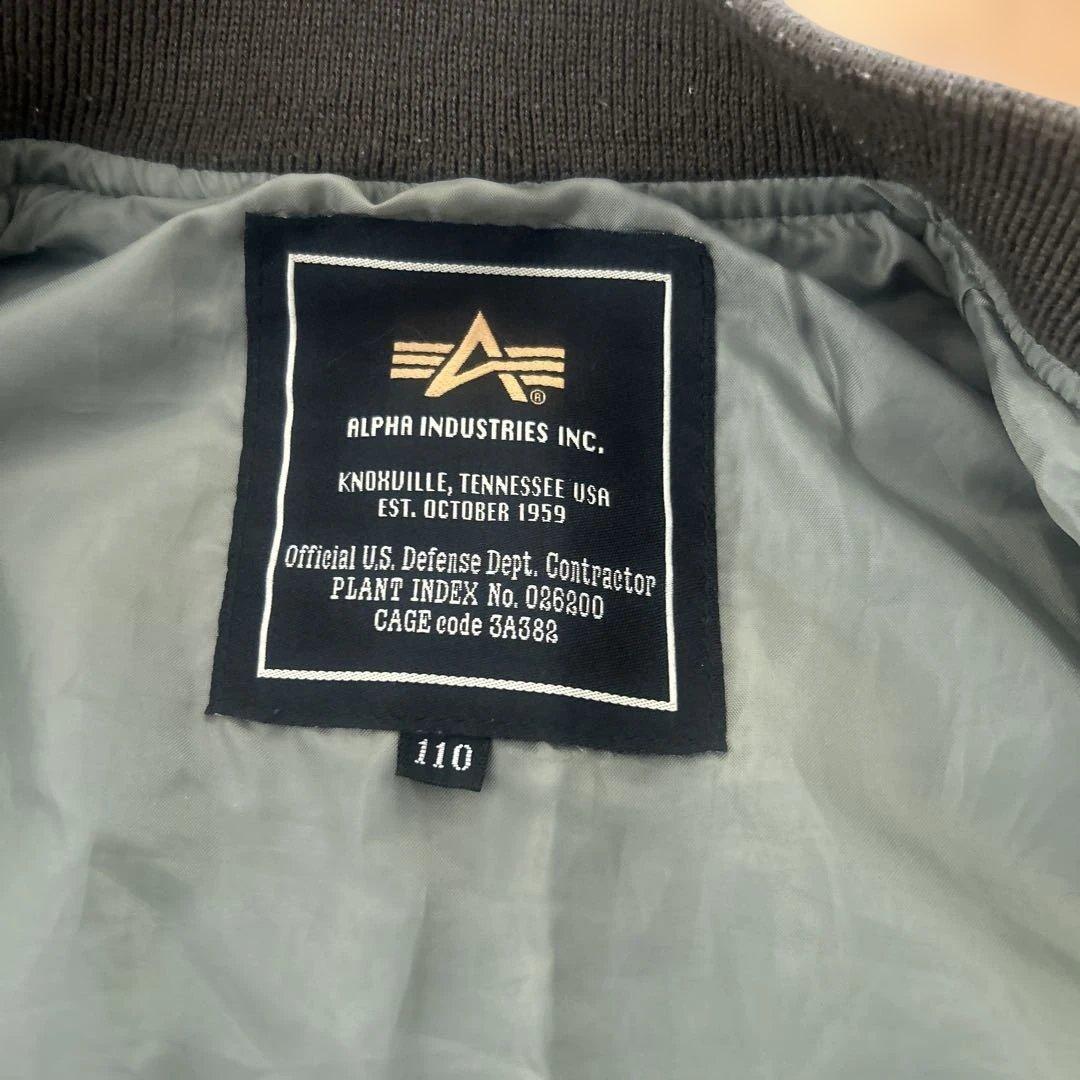 ®
ALPHA INDUSTRIES INC.
KNOXVILLE, TENNESSEE USA
EST. OCTOBER 1959
Official U.S. Defense Dept. Contractor
PLANT INDEX No. 026200
CAGE code 3A382
110